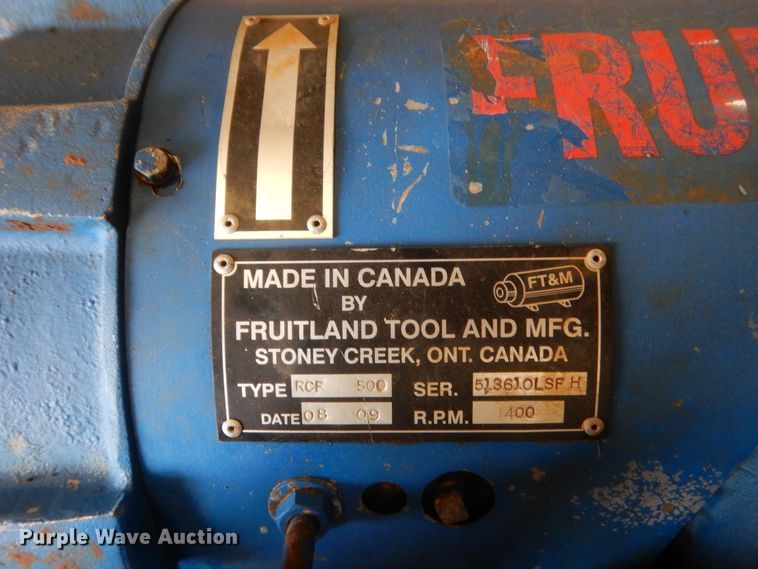 FRU
MADE IN CANADA
FT&M
BY
FRUITLAND TOOL AND MFG.
STONEY CREEK, ONT. CANADA
TYPE RCF 500 SER. 513610LSF H
DATE 08 09 R.P.M. 1400
Purple Wave Auction